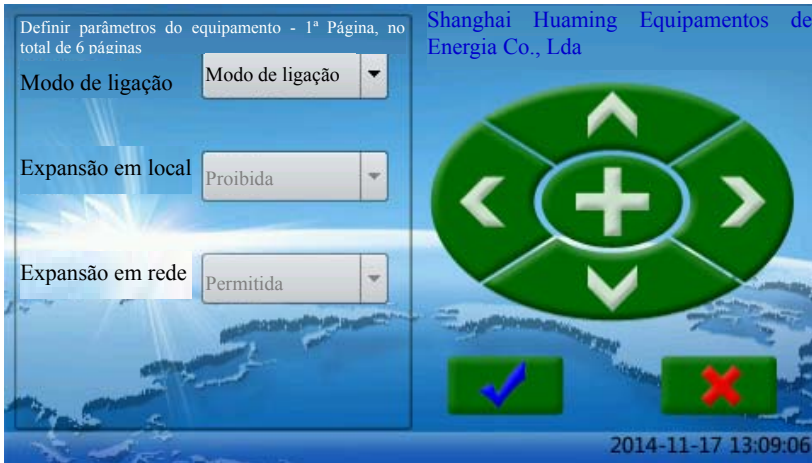 Definir parâmetros do equipamento - 1ª Página, no
total de 6 páginas
Shanghai Huaming Equipamentos de
Energia Co., Lda
Modo de ligação
Modo de ligação
Expansão em local
Proibida
Expansão em rede
Permitida
2014-11-17 13:09:06